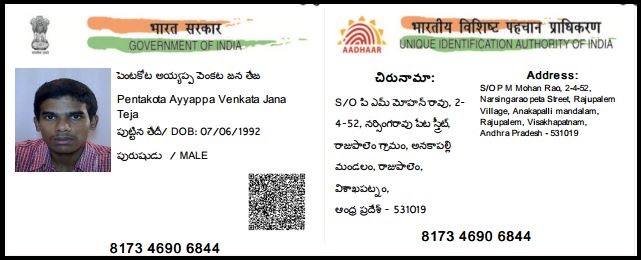 भारत सरकार
GOVERNMENT OF INDIA
పెంటకోట అయ్యప్ప వెంకట జన తేజ
Pentakota Ayyappa Venkata Jana
Teja
పుట్టిన తేదీ/ DOB: 07/06/1992
పురుషుడు / MALE
8173 4690 6844
भारतीय विशिष्ट पहचान प्राधिकरण
AADHAAR
UNIQUE IDENTIFICATION AUTHORITY OF INDIA
చిరునామా:
S/O పి ఎమ్ మోహన్ రావు, 2-
4-52, నర్సింగరావు పేట స్ట్రీట్,
రాజుపాలెం గ్రామం, అనకాపల్లి
మండలం, రాజుపాలెం,
విశాఖపట్నం,
ఆంధ్ర ప్రదేశ్ - 531019
Address:
S/O P M Mohan Rao, 2-4-52,
Narsingarao peta Street, Rajupalem
Village, Anakapalli mandalam,
Rajupalem, Visakhapatnam,
Andhra Pradesh - 531019
8173 4690 6844